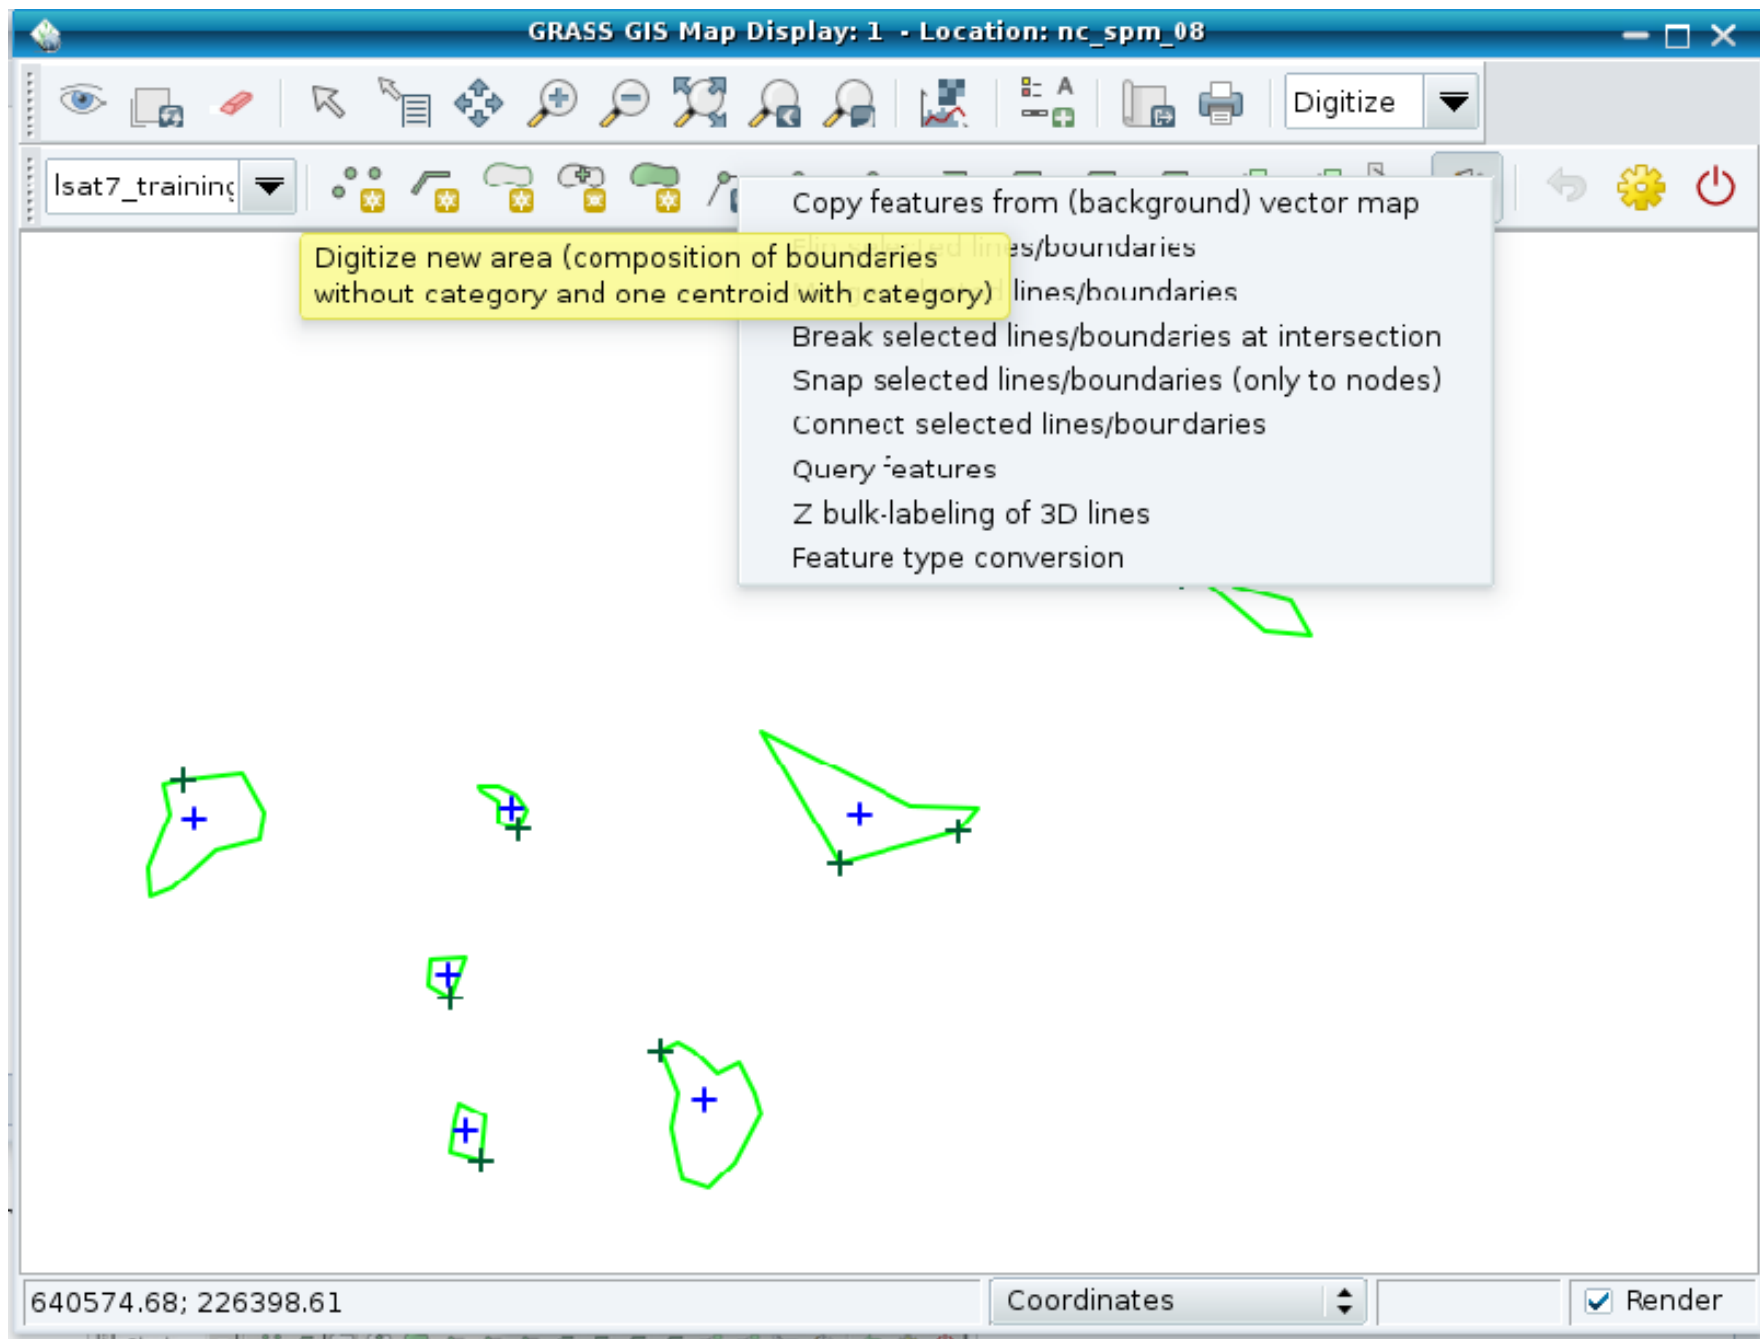 GRASS GIS Map Display: 1 - Location: nc_spm_08
Digitize
lsat7_training
Copy features from (background) vector map
Flip selected lines/boundaries
Digitize new area (composition of boundaries
without category and one centroid with category)
lines/boundaries
Break selected lines/boundaries at intersection
Snap selected lines/boundaries (only to nodes)
Connect selected lines/boundaries
Query features
Z bulk-labeling of 3D lines
Feature type conversion
640574.68; 226398.61
Coordinates
Render